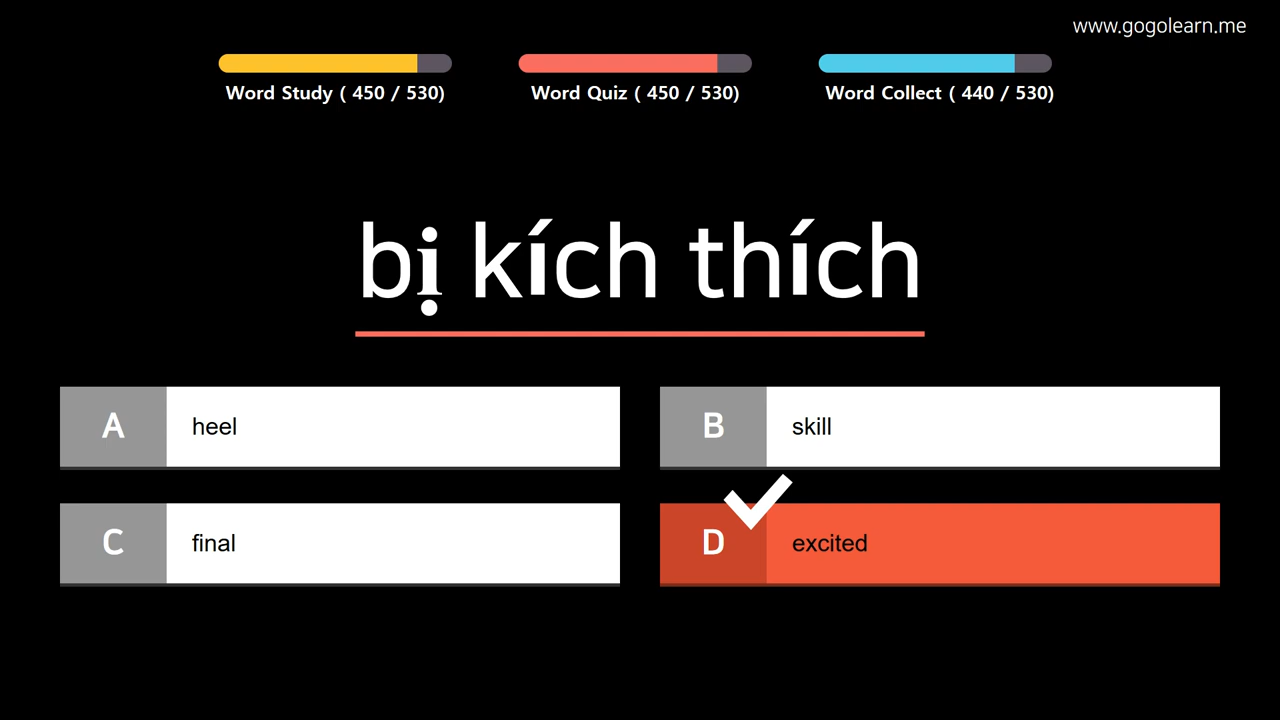 www.gogolearn.me
Word Study ( 450 / 530)
Word Quiz ( 450 / 530)
Word Collect ( 440 / 530)
bị kích thích
A heel
B skill
C final
D excited